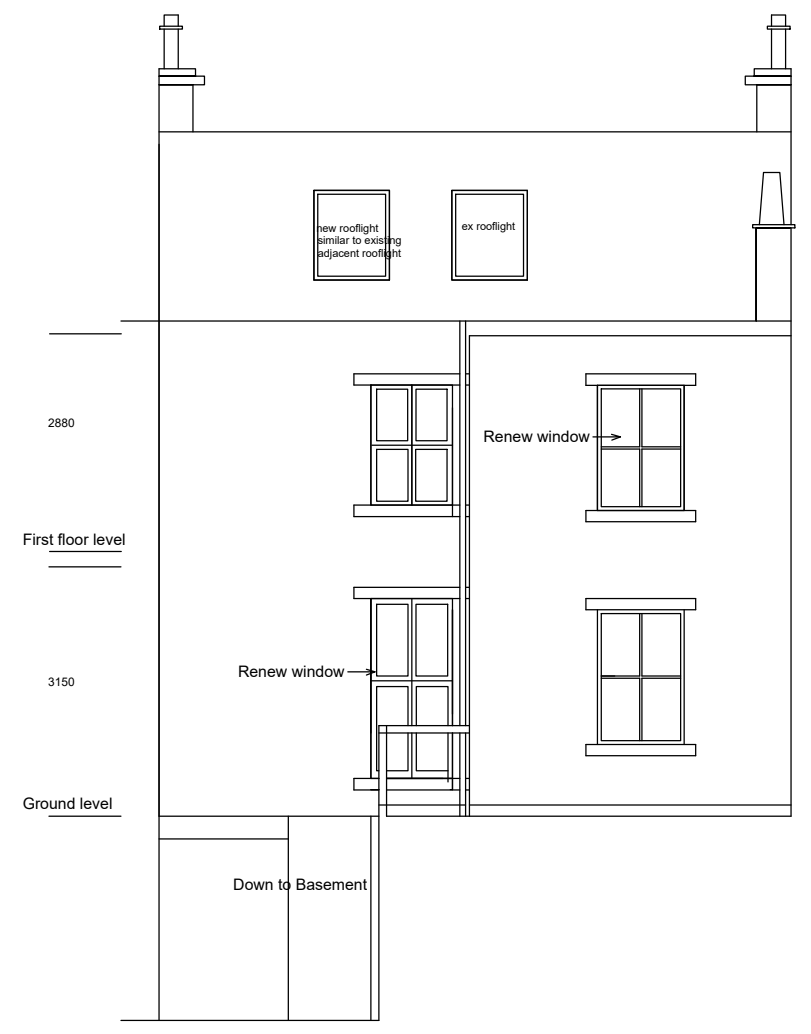 new rooflight
similar to existing
adjacent rooflight
ex rooflight
2880
Renew window
First floor level
Renew window
3150
Ground level
Down to Basement